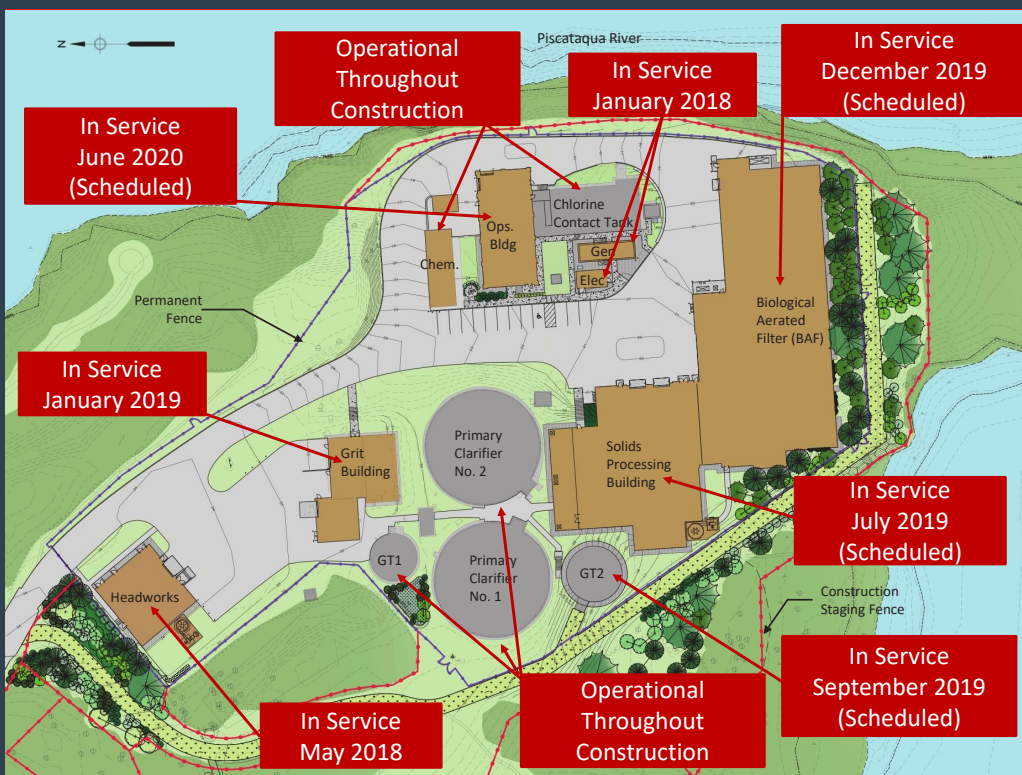 N
Piscataqua River
Operational
Throughout
Construction
In Service
January 2018
In Service
December 2019
(Scheduled)
In Service
June 2020
(Scheduled)
Chlorine
Contact Tank
Ops.
Bldg
Gen
Elec
Chem.
Permanent
Fence
Biological
Aerated
Filter (BAF)
In Service
January 2019
Grit
Building
Primary
Clarifier
No. 2
Solids
Processing
Building
In Service
July 2019
(Scheduled)
GT1
Primary
Clarifier
No. 1
GT2
Headworks
Construction
Staging Fence
In Service
May 2018
Operational
Throughout
Construction
In Service
September 2019
(Scheduled)